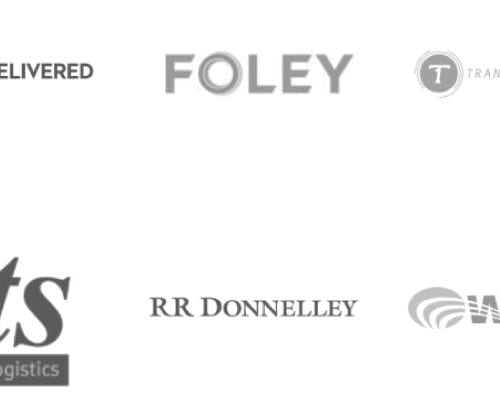 ELIVERED
FOLEY
T TRAN
ts
RR DONNELLEY
W
ogistics